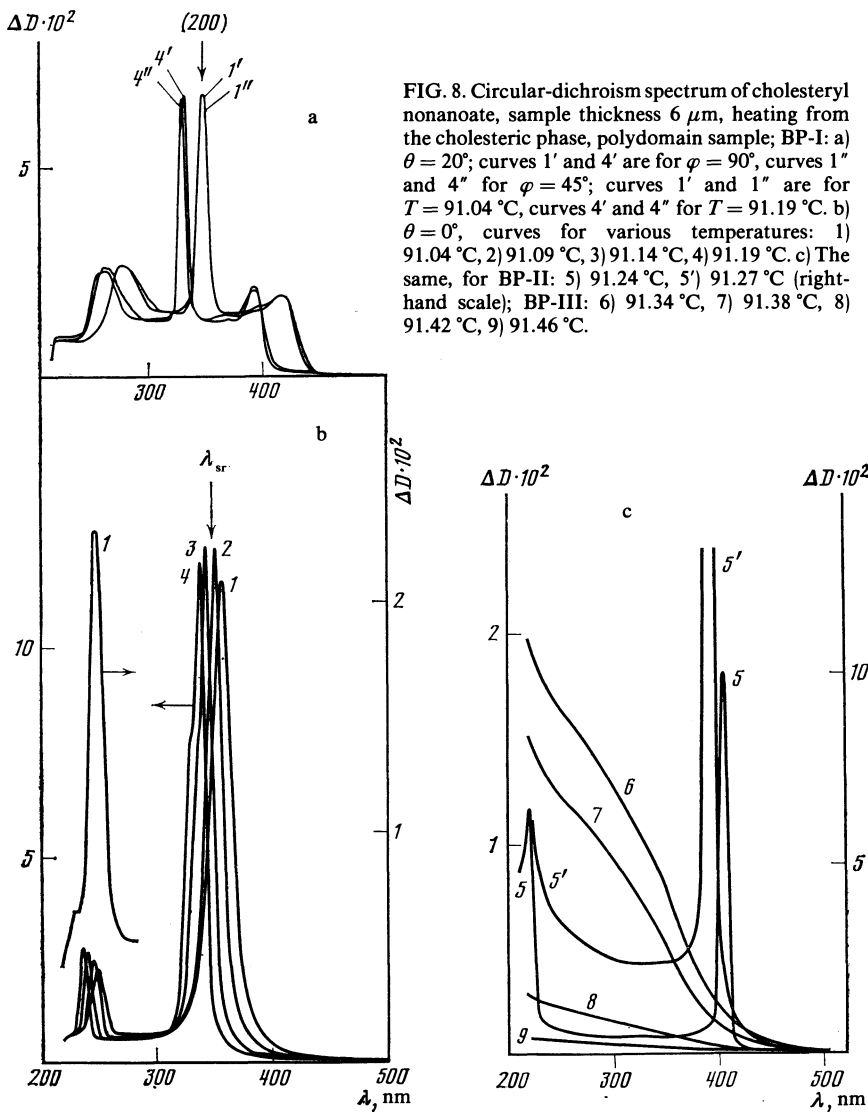 ΔD·10²
(200)
4′
4″
1′
1″
a
5
300
400
FIG. 8. Circular-dichroism spectrum of cholesteryl
nonanoate, sample thickness 6 μm, heating from
the cholesteric phase, polydomain sample; BP-I: a)
θ = 20°; curves 1′ and 4′ are for φ = 90°, curves 1″
and 4″ for φ = 45°; curves 1′ and 1″ are for
T = 91.04 °C, curves 4′ and 4″ for T = 91.19 °C. b)
θ = 0°, curves for various temperatures: 1)
91.04 °C, 2) 91.09 °C, 3) 91.14 °C, 4) 91.19 °C. c) The
same, for BP-II: 5) 91.24 °C, 5′) 91.27 °C (right-
hand scale); BP-III: 6) 91.34 °C, 7) 91.38 °C, 8)
91.42 °C, 9) 91.46 °C.
b
λsr
ΔD·10²
1
3
2
4
1
2
10
1
5
200
300
400
500
λ, nm
ΔD·10²
ΔD·10²
c
5′
2
5
10
6
7
1
5
5
5′
8
9
200
300
400
500
λ, nm